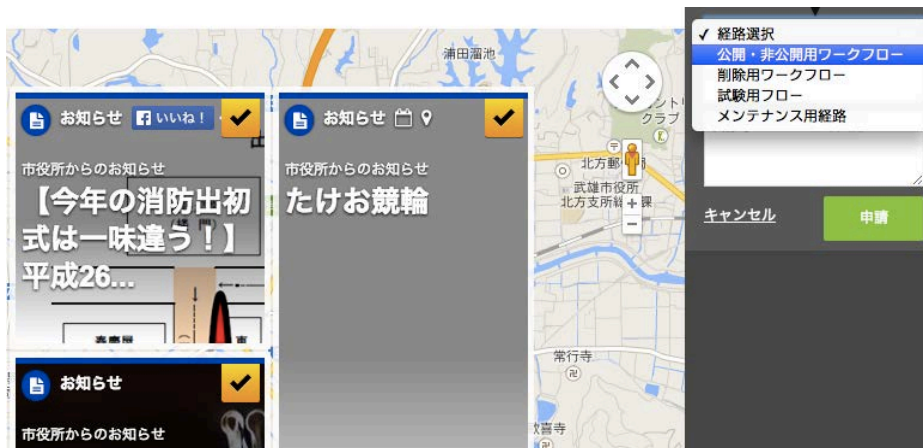 浦田溜池
お知らせ
いいね!
市役所からのお知らせ
【今年の消防出初
式は一味違う!】
平成26...
お知らせ
市役所からのお知らせ
お知らせ
市役所からのお知らせ
たけお競輪
クラブ
北方郵
武雄市役所
北方支所
課
常行寺
✓ 経路選択
公開・非公開用ワークフロー
削除用ワークフロー
試験用フロー
メンテナンス用経路
キャンセル
申請